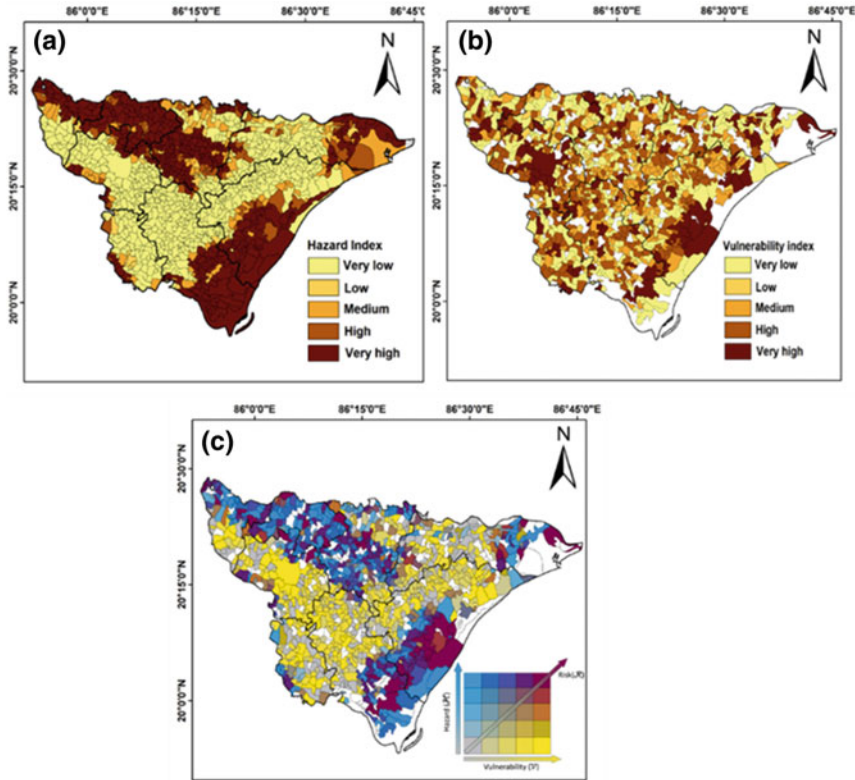 86°0'0"E 86°15'0"E 86°30'0"E 86°45'0"E
(a)
N
20°30'0"N
20°15'0"N
20°0'0"N
Hazard Index
Very low
Low
Medium
High
Very high
86°0'0"E 86°15'0"E 86°30'0"E 86°45'0"E
(b)
N
20°30'0"N
20°15'0"N
20°0'0"N
Vulnerability index
Very low
Low
Medium
High
Very high
86°0'0"E 86°15'0"E 86°30'0"E 86°45'0"E
(c)
N
20°30'0"N
20°15'0"N
20°0'0"N
Risk
Hazard
Vulnerability